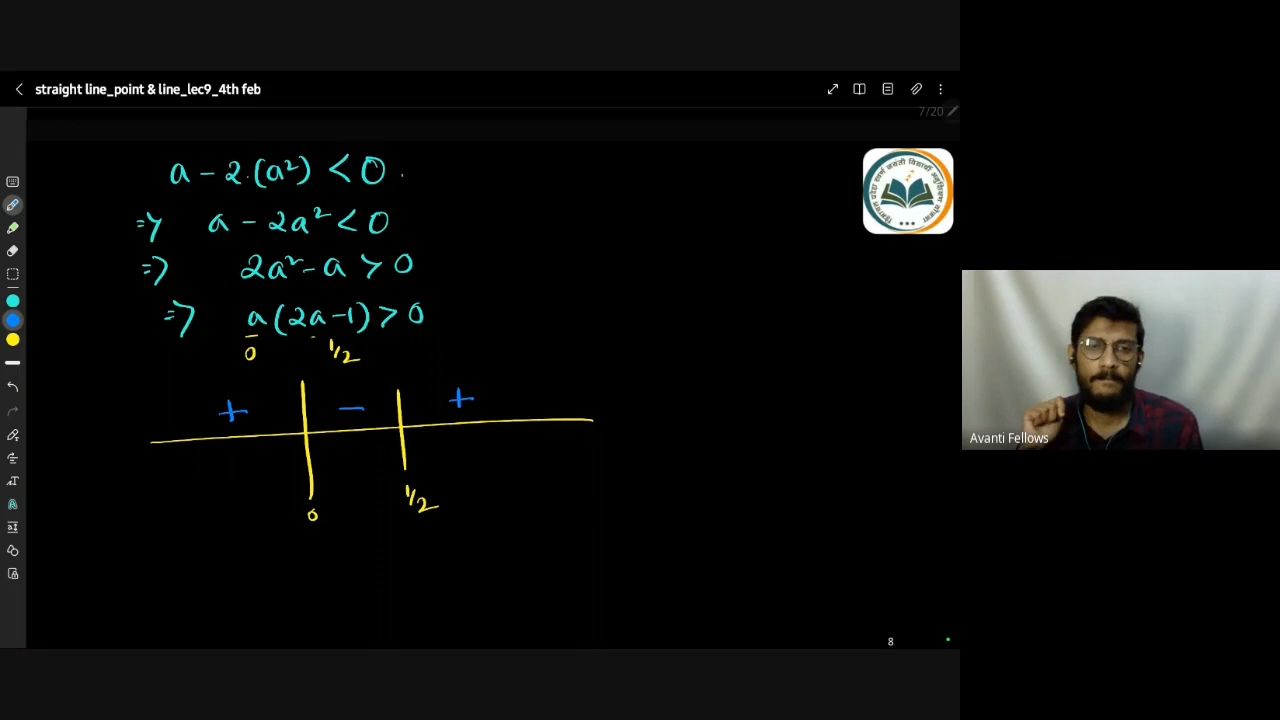 straight line_point & line_lec9_4th feb
7/20
a - 2.(a²) < 0 .
=> a - 2a² < 0
=> 2a² - a > 0
=> a(2a-1) > 0
0 1/2
+ - +
0 1/2
8
Avanti Fellows